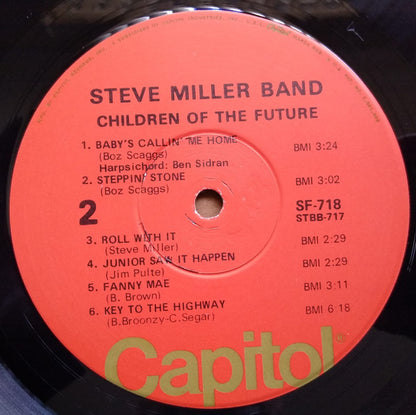 STEVE MILLER BAND
CHILDREN OF THE FUTURE
1. BABY'S CALLIN' ME HOME BMI 3:24
(Boz Scaggs)
Harpsichord: Ben Sidran
2. STEPPIN' STONE BMI 3:02
(Boz Scaggs)
2 SF-718
STBB-717
3. ROLL WITH IT BMI 2:29
(Steve Miller)
4. JUNIOR SAW IT HAPPEN BMI 2:29
(Jim Pulte)
5. FANNY MAE BMI 3:11
(B. Brown)
6. KEY TO THE HIGHWAY BMI 6 18
(B.Broonzy-C.Segar)
Capitol